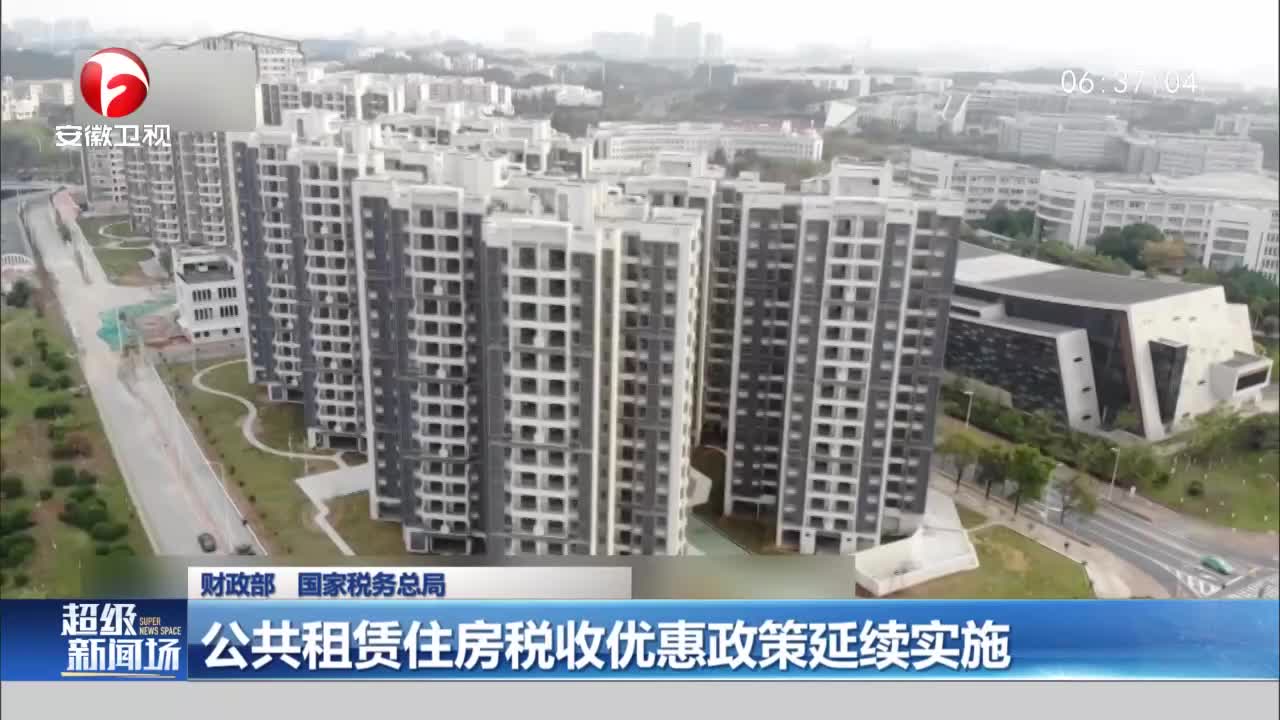 安徽卫视
06:37:04
财政部 国家税务总局
超级
新闻场
SUPER
NEWS SPACE
公共租赁住房税收优惠政策延续实施